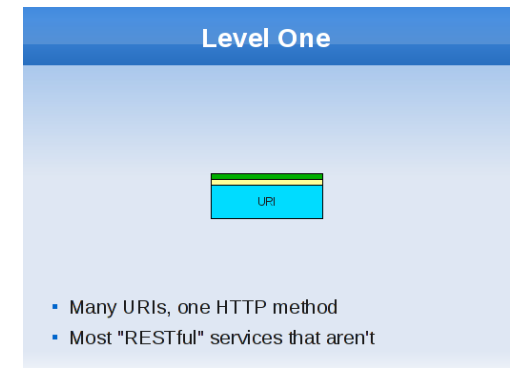 Level One
URI
Many URIs, one HTTP method
Most "RESTful" services that aren't